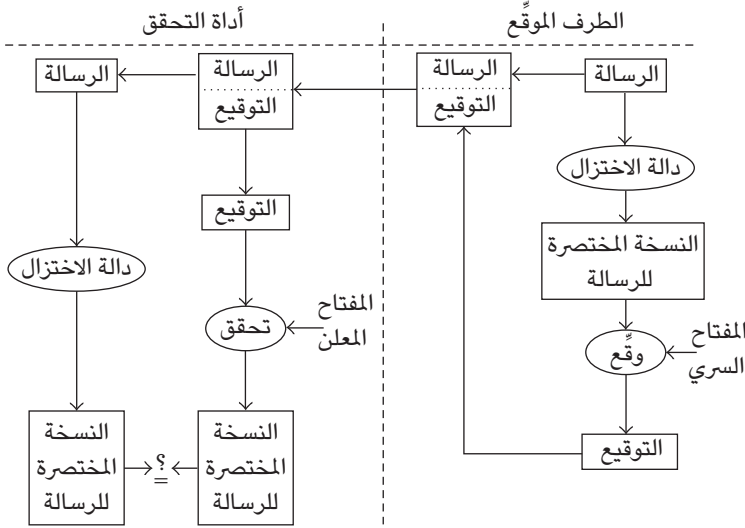 الطرف الموقِّع
أداة التحقق
الرسالة
الرسالة
التوقيع
دالة الاختزال
النسخة المختصرة
للرسالة
المفتاح
السري
وقِّع
التوقيع
الرسالة
التوقيع
الرسالة
التوقيع
دالة الاختزال
المفتاح
المعلن
تحقق
النسخة
المختصرة
للرسالة
؟
=
النسخة
المختصرة
للرسالة